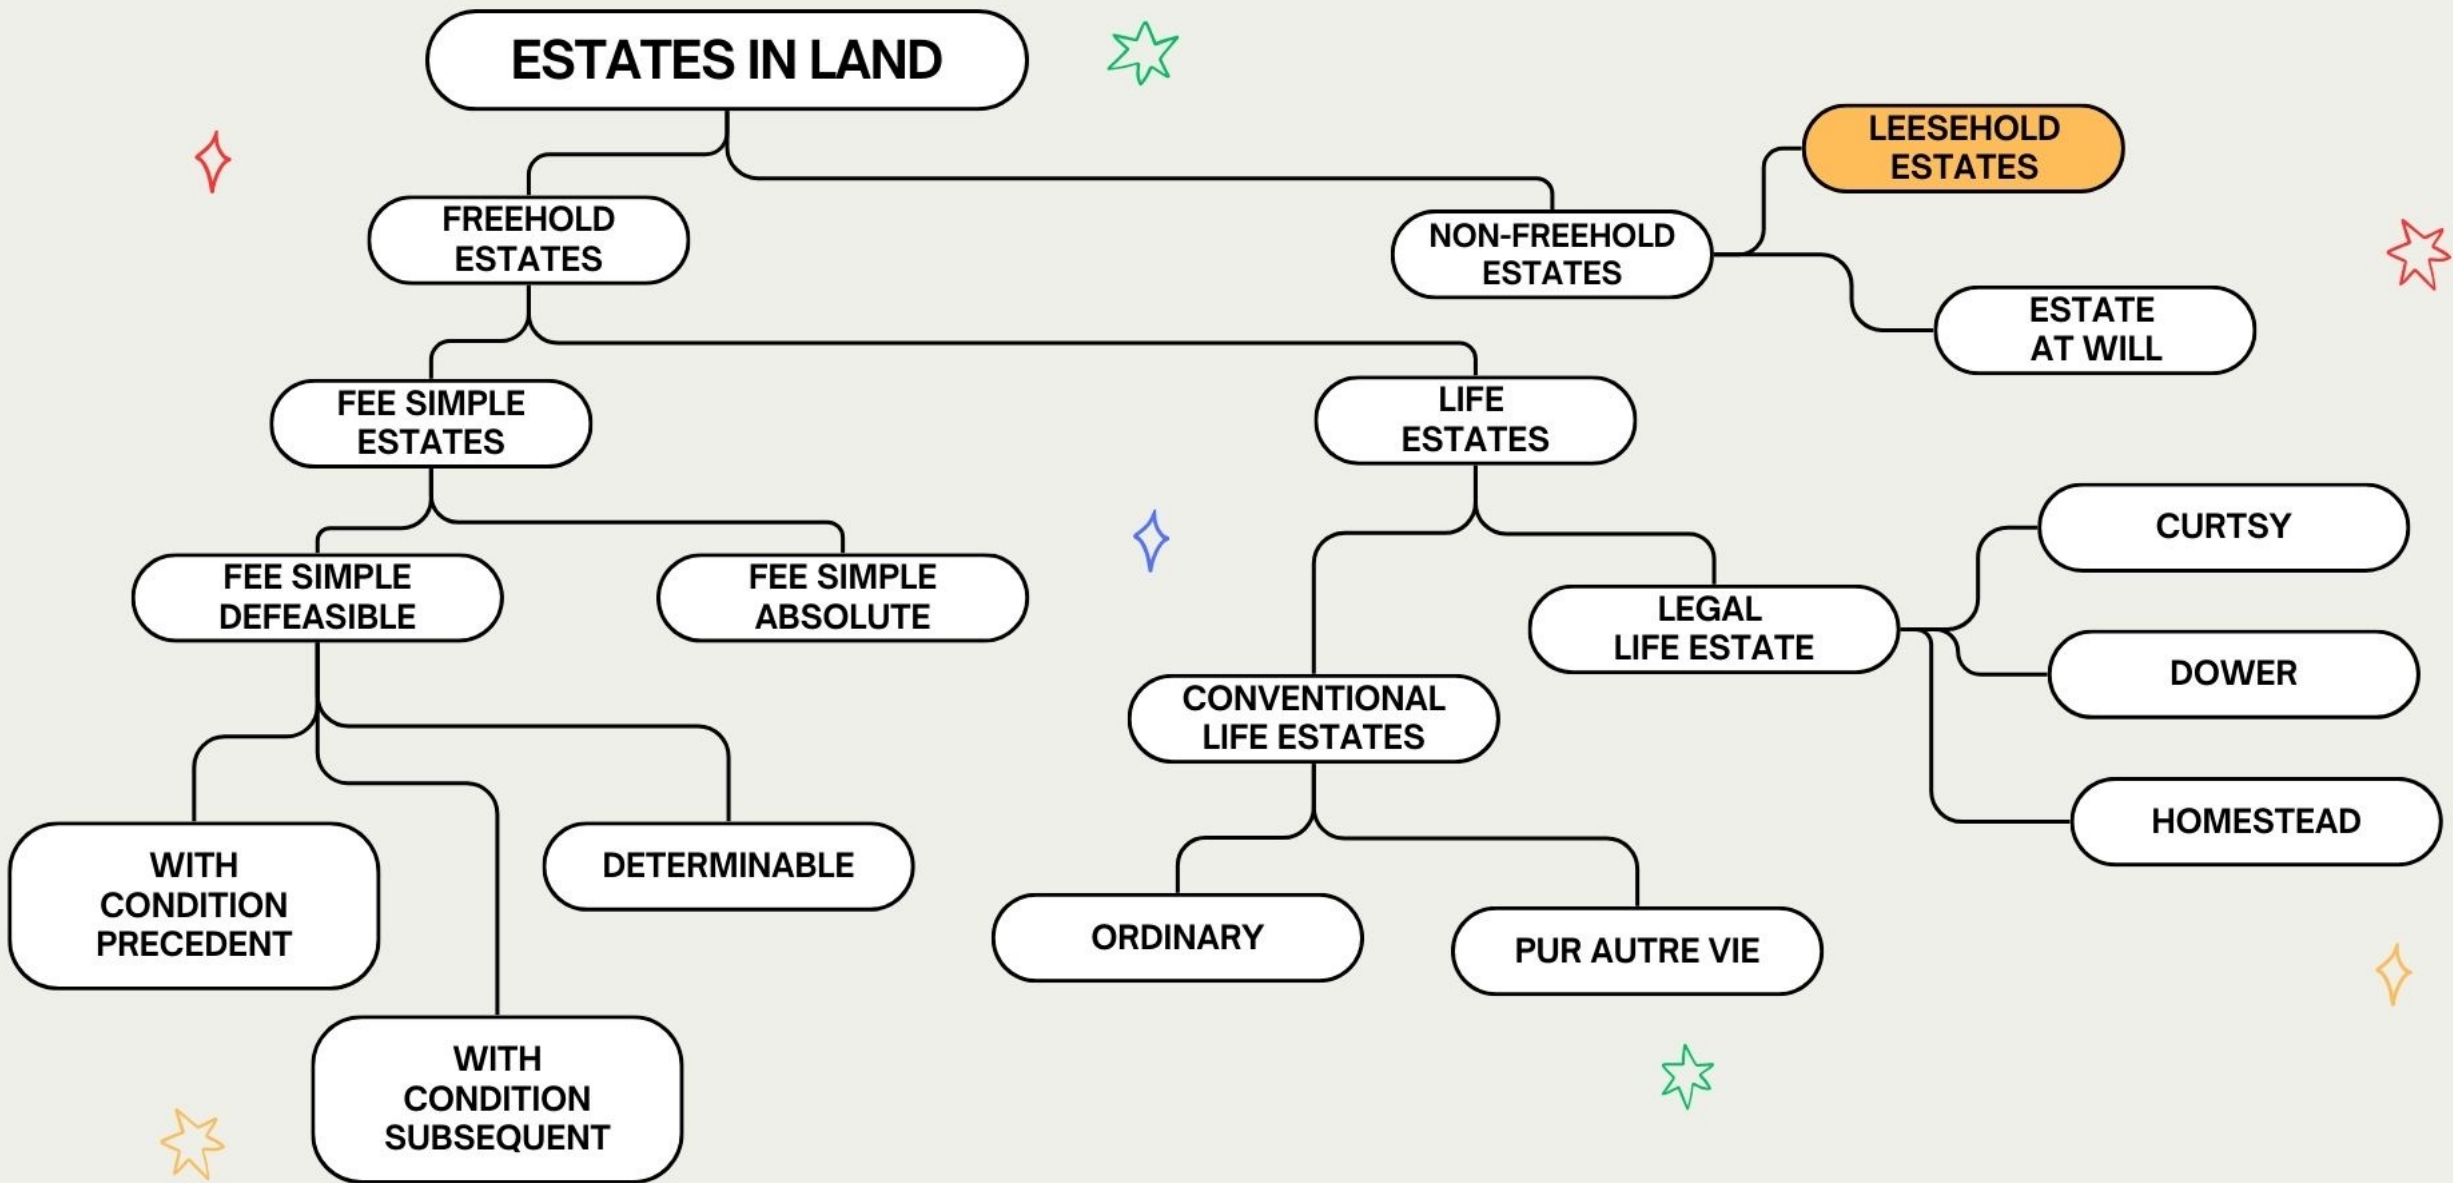 ESTATES IN LAND
LEESEHOLD
ESTATES
FREEHOLD
ESTATES
NON-FREEHOLD
ESTATES
ESTATE
AT WILL
FEE SIMPLE
ESTATES
LIFE
ESTATES
CURTSY
FEE SIMPLE
DEFEASIBLE
FEE SIMPLE
ABSOLUTE
LEGAL
LIFE ESTATE
DOWER
CONVENTIONAL
LIFE ESTATES
HOMESTEAD
WITH
CONDITION
PRECEDENT
DETERMINABLE
ORDINARY
PUR AUTRE VIE
WITH
CONDITION
SUBSEQUENT